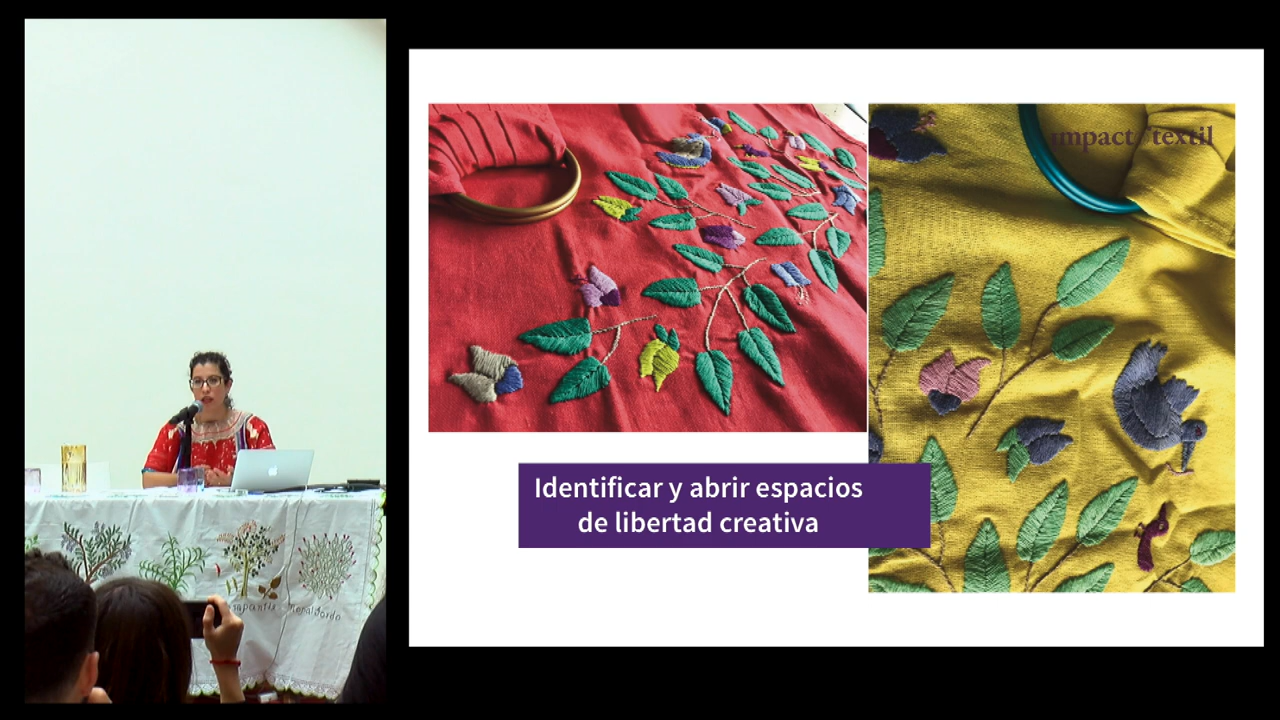 impact textil
Identificar y abrir espacios
de libertad creativa